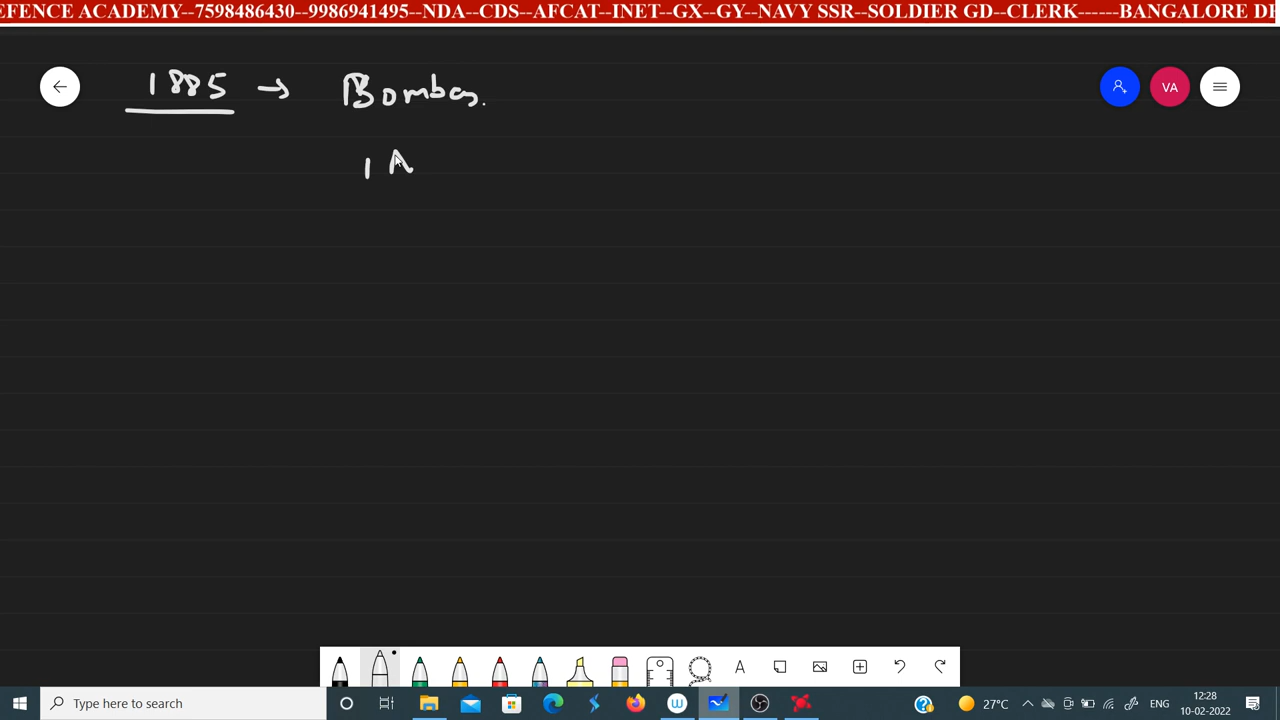 EFENCE ACADEMY--7598486430--9986941495--NDA--CDS--AFCAT--INET--GX--GY--NAVY SSR--SOLDIER GD--CLERK------BANGALORE DE
1885 → Bombay.
VA
1 A
A
Type here to search
27°C
ENG
12:28
10-02-2022